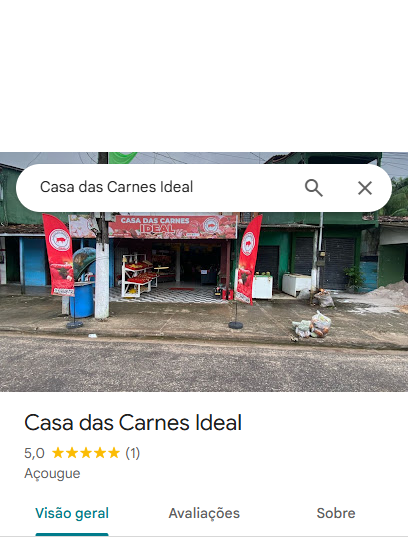 Casa das Carnes Ideal
CASA DAS CARNES
IDEAL
Casa das Carnes Ideal
5,0 (1)
Açougue
Visão geral Avaliações Sobre